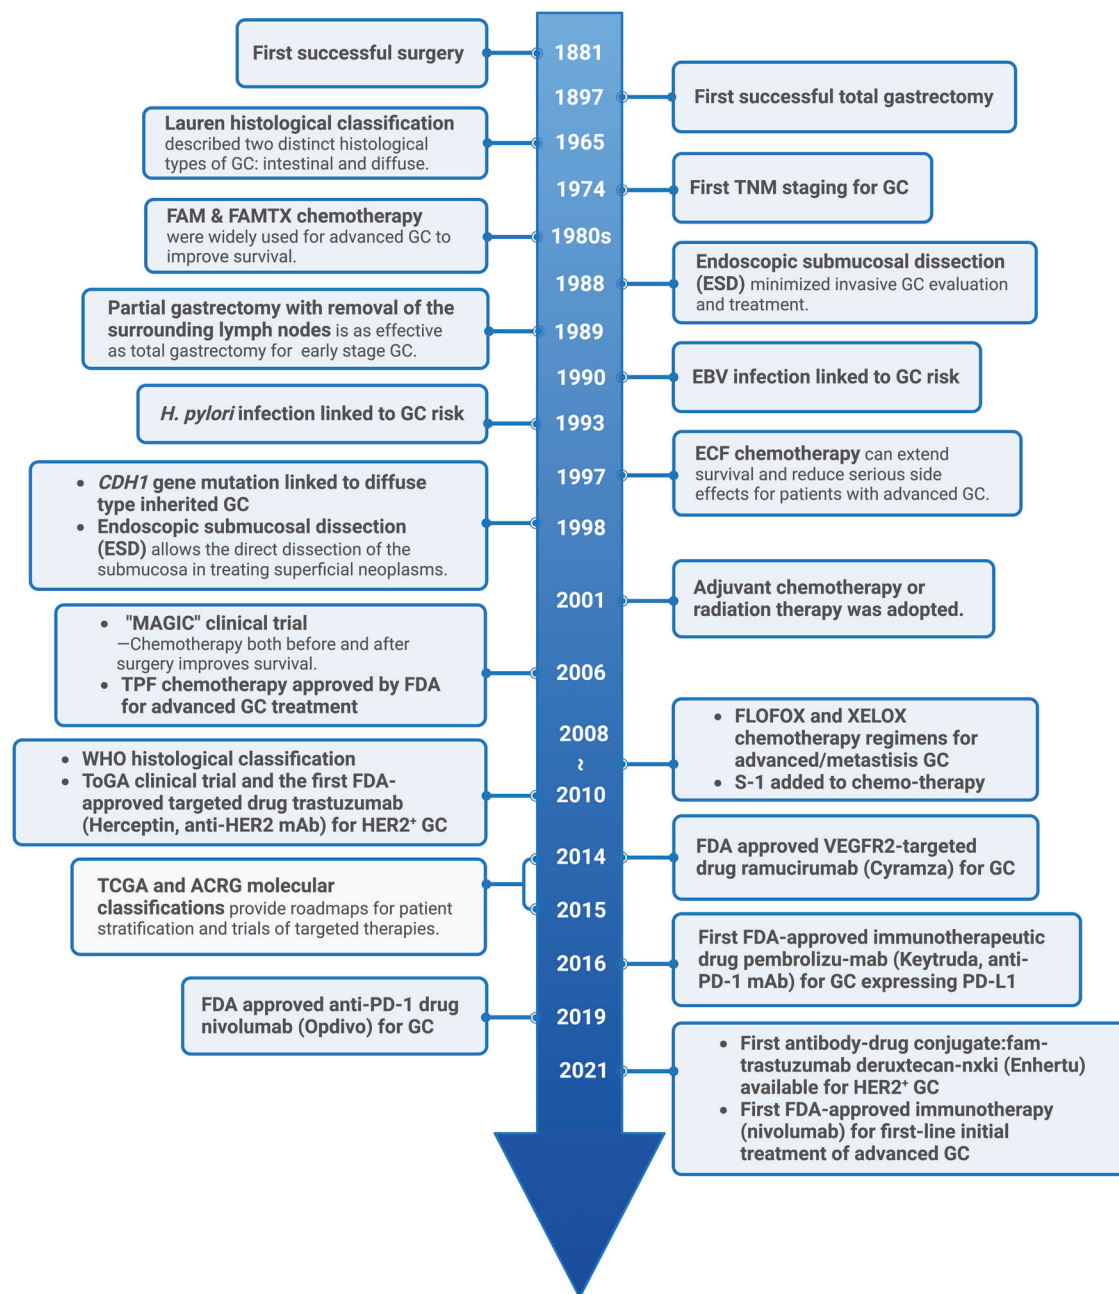 First successful surgery
1881
1897
First successful total gastrectomy
Lauren histological classification
described two distinct histological
types of GC: intestinal and diffuse.
1965
1974
First TNM staging for GC
FAM & FAMTX chemotherapy
were widely used for advanced GC to
improve survival.
1980s
1988
Endoscopic submucosal dissection
(ESD) minimized invasive GC evaluation
and treatment.
Partial gastrectomy with removal of the
surrounding lymph nodes is as effective
as total gastrectomy for early stage GC.
1989
1990
EBV infection linked to GC risk
H. pylori infection linked to GC risk
1993
1997
ECF chemotherapy can extend
survival and reduce serious side
effects for patients with advanced GC.
• CDH1 gene mutation linked to diffuse
type inherited GC
• Endoscopic submucosal dissection
(ESD) allows the direct dissection of the
submucosa in treating superficial neoplasms.
1998
2001
Adjuvant chemotherapy or
radiation therapy was adopted.
• "MAGIC" clinical trial
—Chemotherapy both before and after
surgery improves survival.
• TPF chemotherapy approved by FDA
for advanced GC treatment
2006
2008
~
2010
• FLOFOX and XELOX
chemotherapy regimens for
advanced/metastisis GC
• S-1 added to chemo-therapy
• WHO histological classification
• ToGA clinical trial and the first FDA-
approved targeted drug trastuzumab
(Herceptin, anti-HER2 mAb) for HER2⁺ GC
2014
FDA approved VEGFR2-targeted
drug ramucirumab (Cyramza) for GC
TCGA and ACRG molecular
classifications provide roadmaps for patient
stratification and trials of targeted therapies.
2015
2016
First FDA-approved immunotherapeutic
drug pembrolizu-mab (Keytruda, anti-
PD-1 mAb) for GC expressing PD-L1
FDA approved anti-PD-1 drug
nivolumab (Opdivo) for GC
2019
2021
• First antibody-drug conjugate:fam-
trastuzumab deruxtecan-nxki (Enhertu)
available for HER2⁺ GC
• First FDA-approved immunotherapy
(nivolumab) for first-line initial
treatment of advanced GC